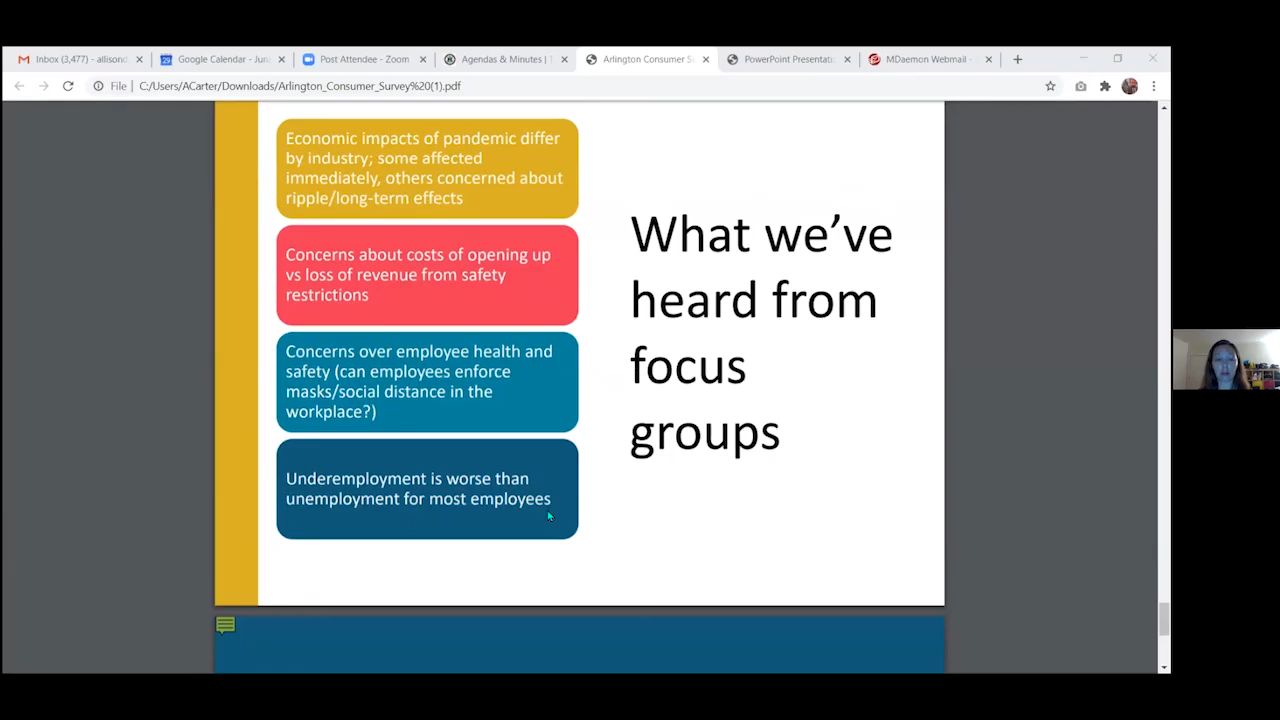 Inbox (3,477) - allisond
Google Calendar - Jun
Post Attendee - Zoom
Agendas & Minutes | T
Arlington Consumer S
PowerPoint Presentati
MDaemon Webmail -
File
C:/Users/ACarter/Downloads/Arlington_Consumer_Survey%20(1).pdf
Economic impacts of pandemic differ
by industry; some affected
immediately, others concerned about
ripple/long-term effects
Concerns about costs of opening up
vs loss of revenue from safety
restrictions
Concerns over employee health and
safety (can employees enforce
masks/social distance in the
workplace?)
Underemployment is worse than
unemployment for most employees
What we’ve
heard from
focus
groups